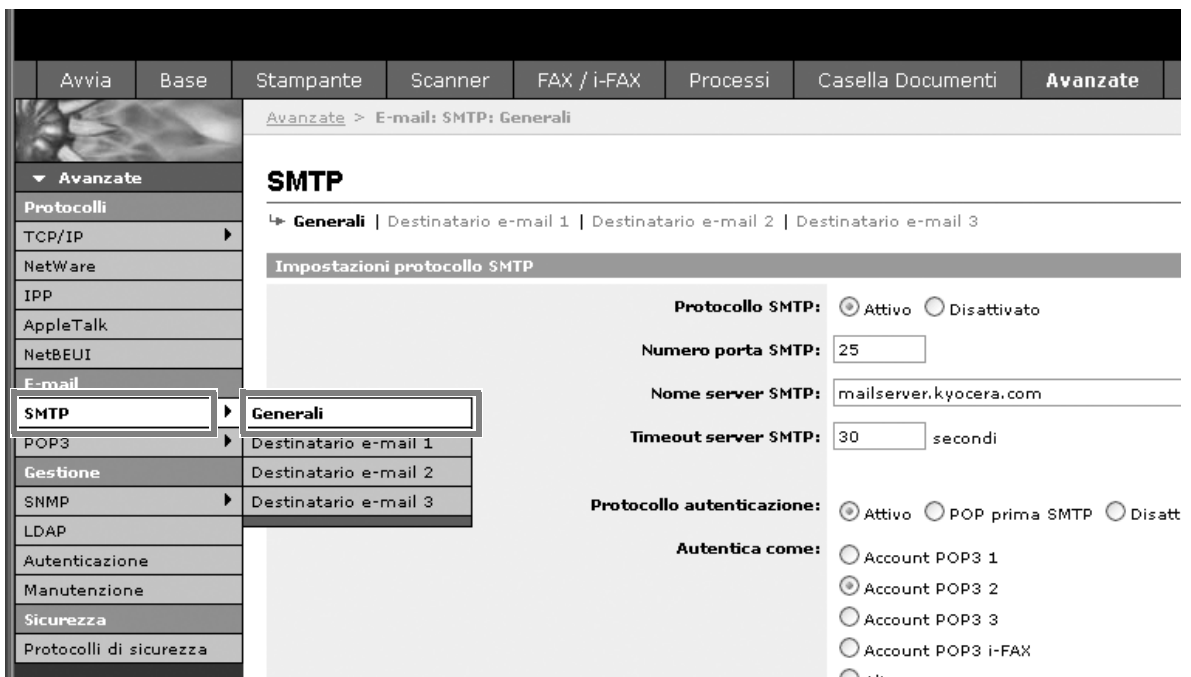 Avvia Base Stampante Scanner FAX / i-FAX Processi Casella Documenti Avanzate
Avanzate > E-mail: SMTP: Generali
Avanzate
Protocolli
TCP/IP
NetWare
IPP
AppleTalk
NetBEUI
E-mail
SMTP
POP3
Gestione
SNMP
LDAP
Autenticazione
Manutenzione
Sicurezza
Protocolli di sicurezza
Generali
Destinatario e-mail 1
Destinatario e-mail 2
Destinatario e-mail 3
SMTP
Generali | Destinatario e-mail 1 | Destinatario e-mail 2 | Destinatario e-mail 3
Impostazioni protocollo SMTP
Protocollo SMTP: Attivo Disattivato
Numero porta SMTP: 25
Nome server SMTP: mailserver.kyocera.com
Timeout server SMTP: 30 secondi
Protocollo autenticazione: Attivo POP prima SMTP Disatt
Autentica come: Account POP3 1
Account POP3 2
Account POP3 3
Account POP3 i-FAX